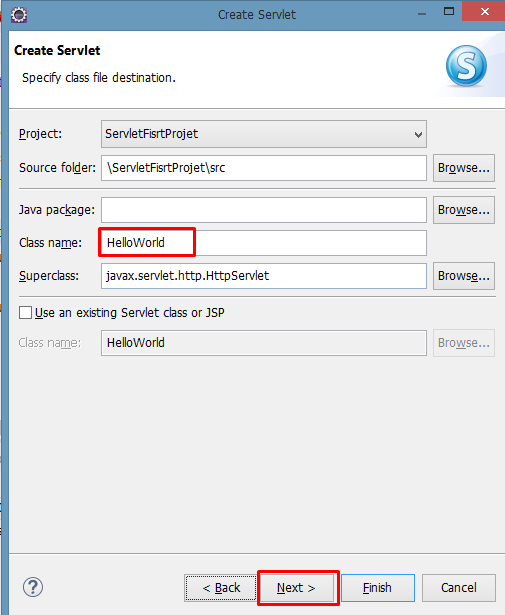 Create Servlet
Create Servlet
Specify class file destination.
S
Project: ServletFisrtProjet
Source folder: \ServletFisrtProjet\src Browse...
Java package: Browse...
Class name: HelloWorld
Superclass: javax.servlet.http.HttpServlet Browse...
Use an existing Servlet class or JSP
Class name: HelloWorld Browse...
? < Back Next > Finish Cancel